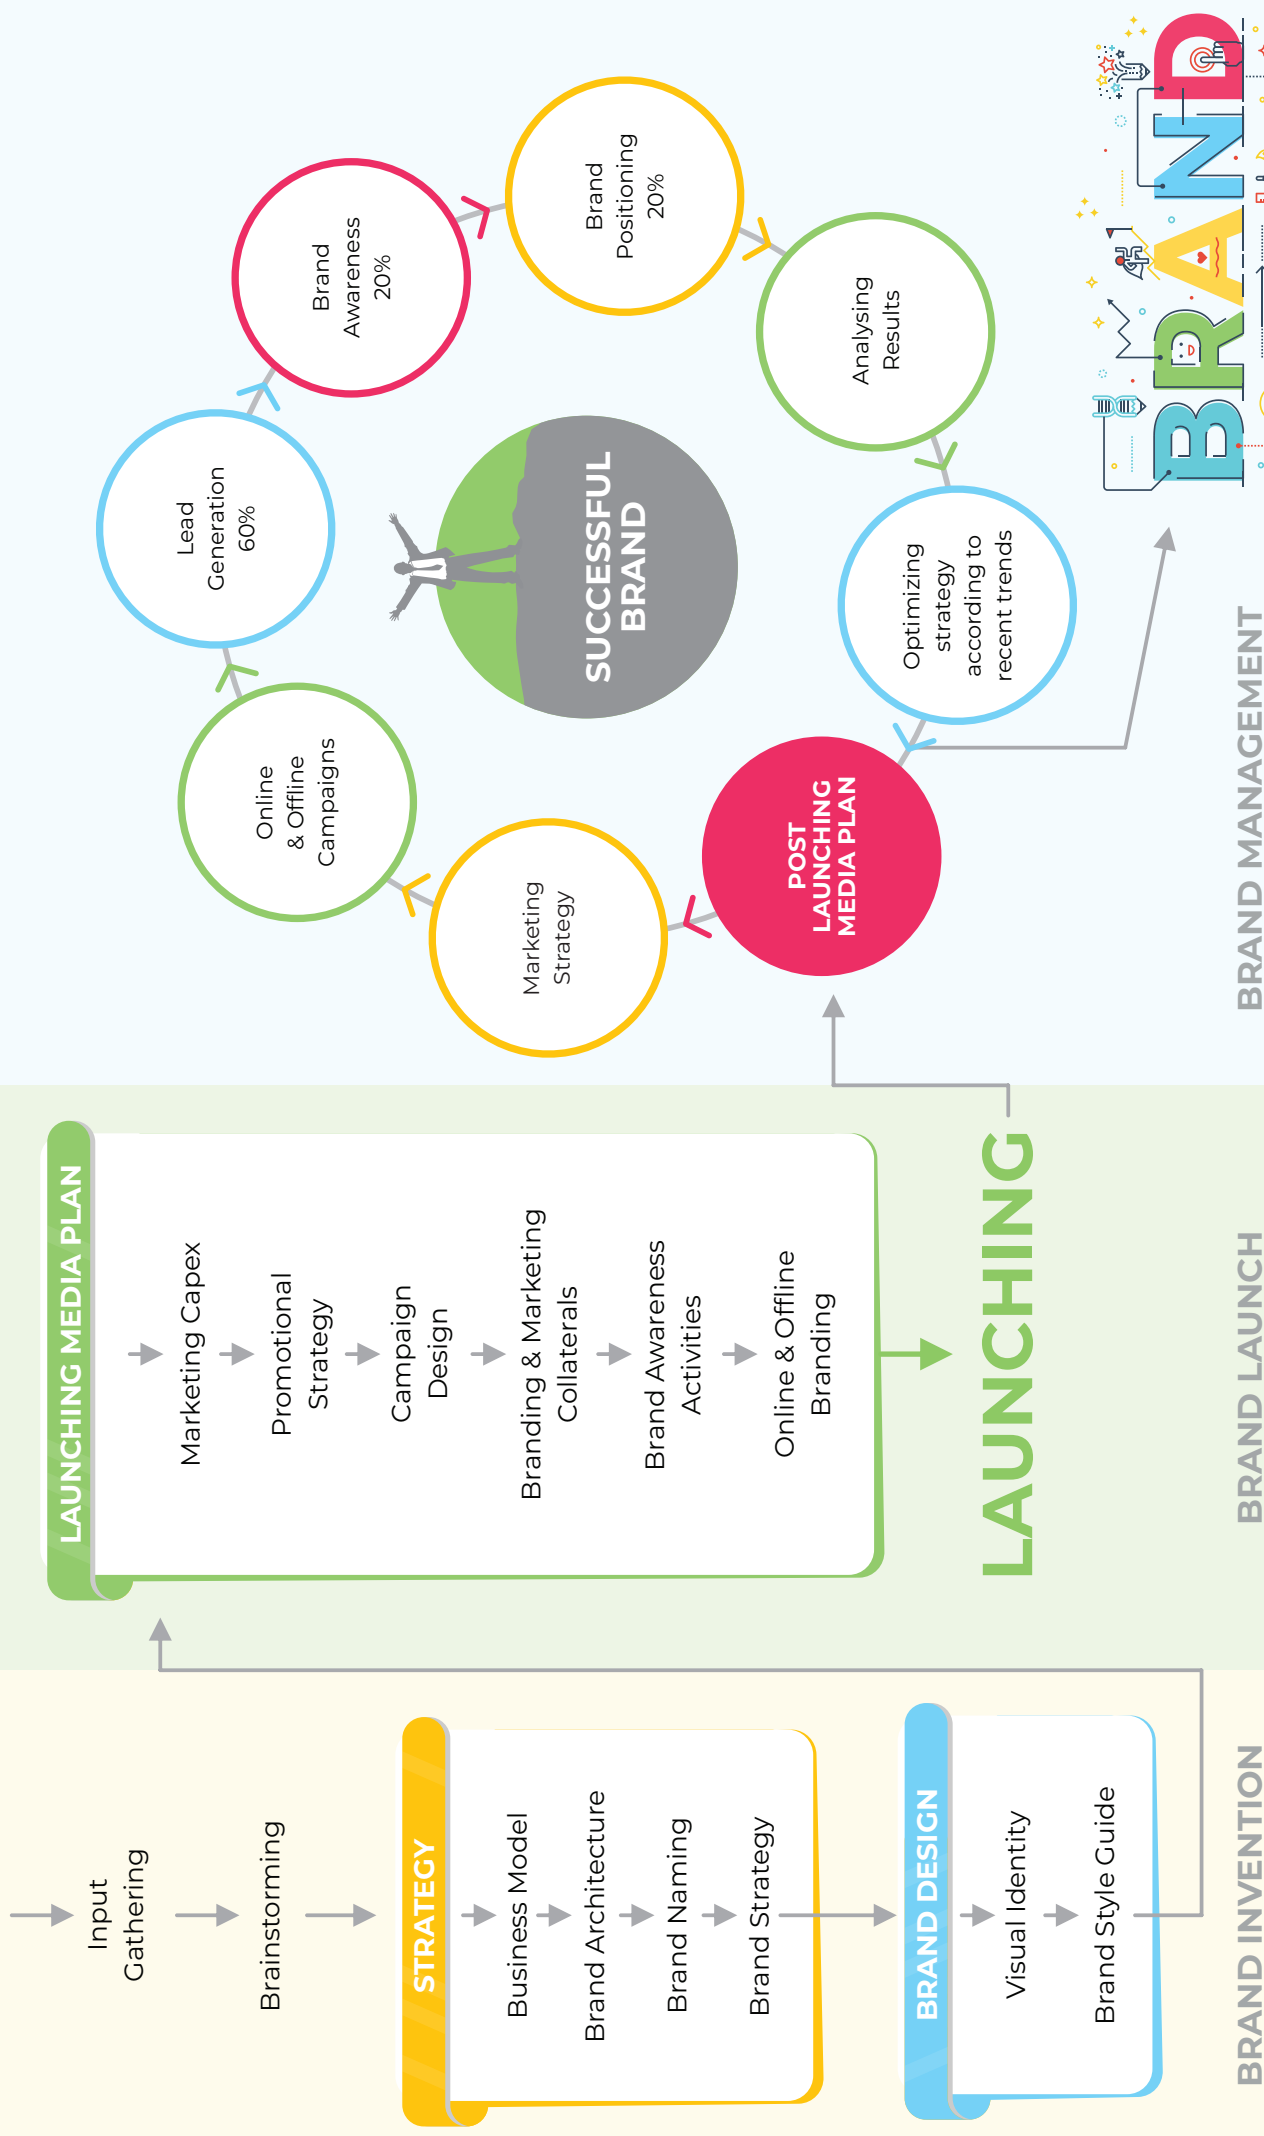 Input
Gathering
Brainstorming
STRATEGY
Business Model
Brand Architecture
Brand Naming
Brand Strategy
BRAND DESIGN
Visual Identity
Brand Style Guide
BRAND INVENTION
LAUNCHING MEDIA PLAN
Marketing Capex
Promotional
Strategy
Campaign
Design
Branding & Marketing
Collaterals
Brand Awareness
Activities
Online & Offline
Branding
LAUNCHING
BRAND LAUNCH
POST
LAUNCHING
MEDIA PLAN
Marketing
Strategy
Online
& Offline
Campaigns
Lead
Generation
60%
Brand
Awareness
20%
Brand
Positioning
20%
Analysing
Results
Optimizing
strategy
according to
recent trends
SUCCESSFUL
BRAND
BRAND
BRAND MANAGEMENT